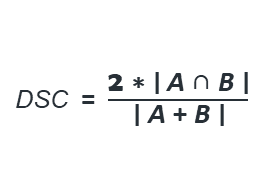 DSC = 2 * | A ∩ B |
| A + B |